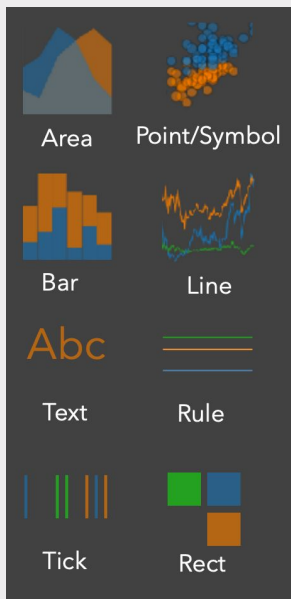 Area
Point/Symbol
Bar
Line
Abc
Text
Rule
Tick
Rect